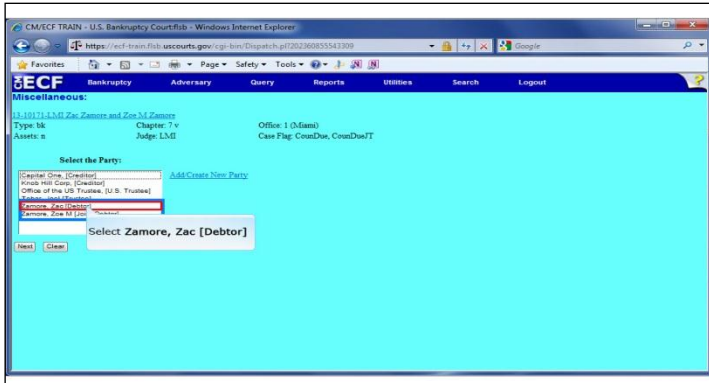 CM/ECF TRAIN - U.S. Bankruptcy Court:flsb - Windows Internet Explorer
https://ecf-train.flsb.uscourts.gov/cgi-bin/Dispatch.pl?202360855543309
Google
Favorites Page Safety Tools
ECF Bankruptcy Adversary Query Reports Utilities Search Logout ?
Miscellaneous:
13-10171-LMI Zac Zamore and Zoe M Zamore
Type: bk Chapter: 7 v Office: 1 (Miami)
Assets: n Judge: LMI Case Flag: CounDue, CounDueJT
Select the Party:
Capital One, [Creditor] Add/Create New Party
Knob Hill Corp, [Creditor]
Office of the US Trustee, [U.S. Trustee]
Zamore, Zac [Debtor]
Zamore, Zoe M
Select Zamore, Zac [Debtor]
Next Clear